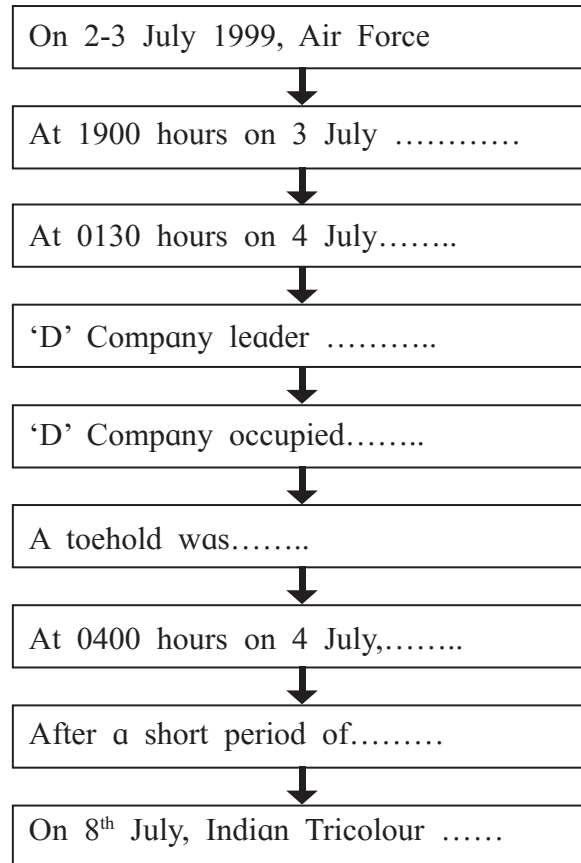 On 2-3 July 1999, Air Force
At 1900 hours on 3 July …………
At 0130 hours on 4 July……..
‘D’ Company leader ………..
‘D’ Company occupied……..
A toehold was……..
At 0400 hours on 4 July,……..
After a short period of………
On 8th July, Indian Tricolour ……